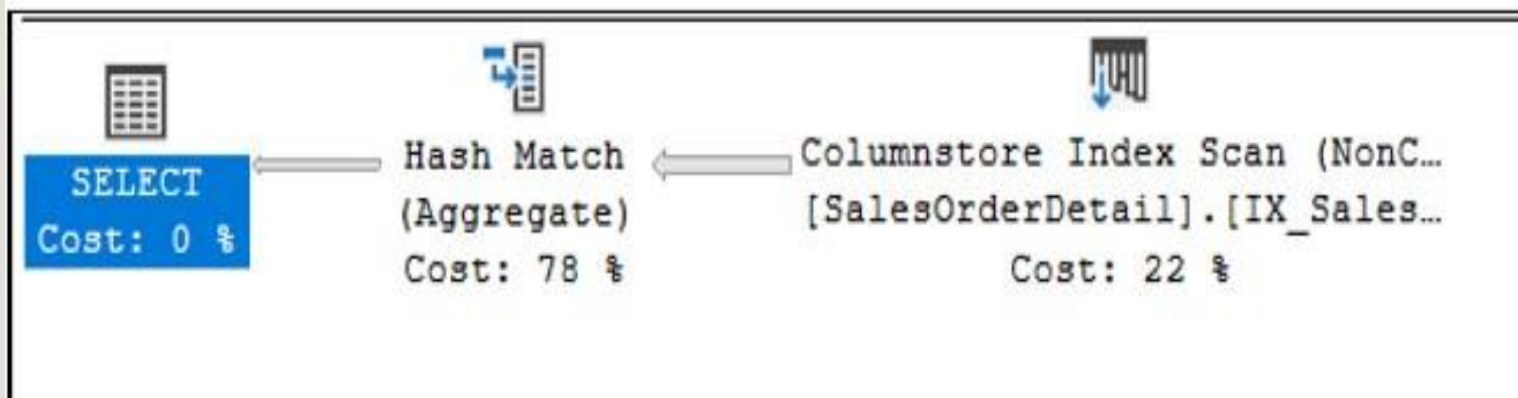 SELECT
Cost: 0 %
Hash Match
(Aggregate)
Cost: 78 %
Columnstore Index Scan (NonC…
[SalesOrderDetail].[IX_Sales…
Cost: 22 %